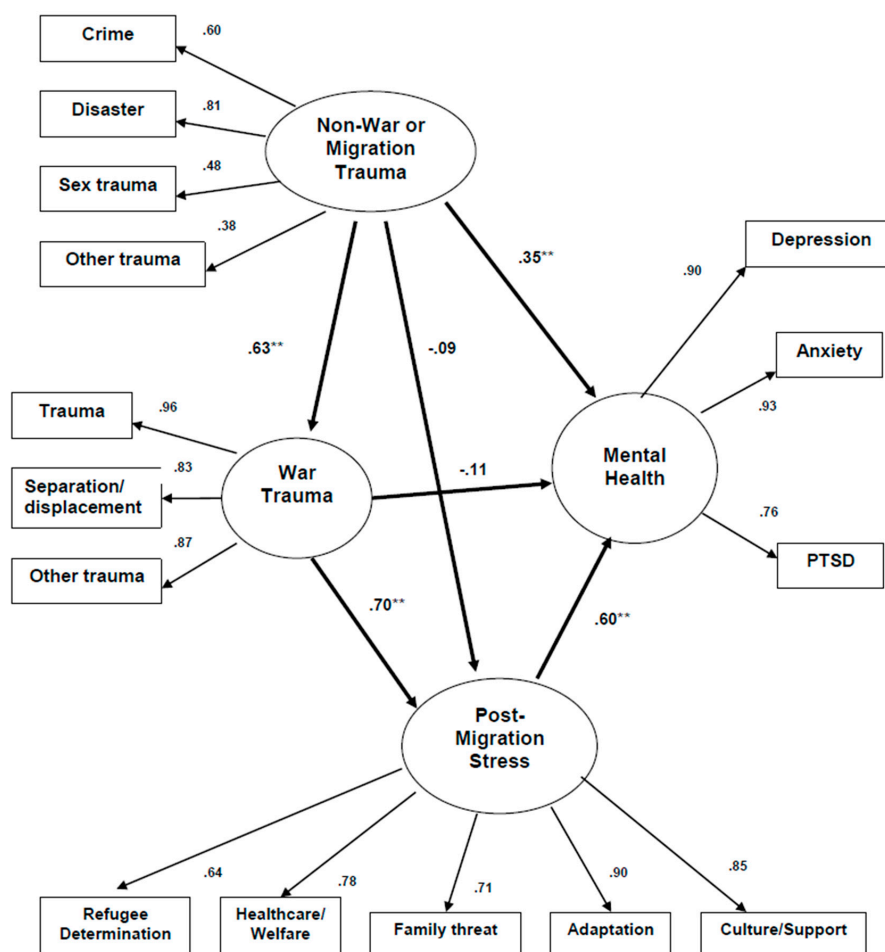 Crime
.60
Disaster
.81
Sex trauma
.48
Other trauma
.38
Non-War or
Migration
Trauma
.35**
.63**
-.09
Depression
.90
Anxiety
.93
Mental
Health
.76
PTSD
Trauma
.96
Separation/
displacement
.83
Other trauma
.87
War
Trauma
-.11
.70**
.60**
Post-
Migration
Stress
.64
.78
.71
.90
.85
Refugee
Determination
Healthcare/
Welfare
Family threat
Adaptation
Culture/Support